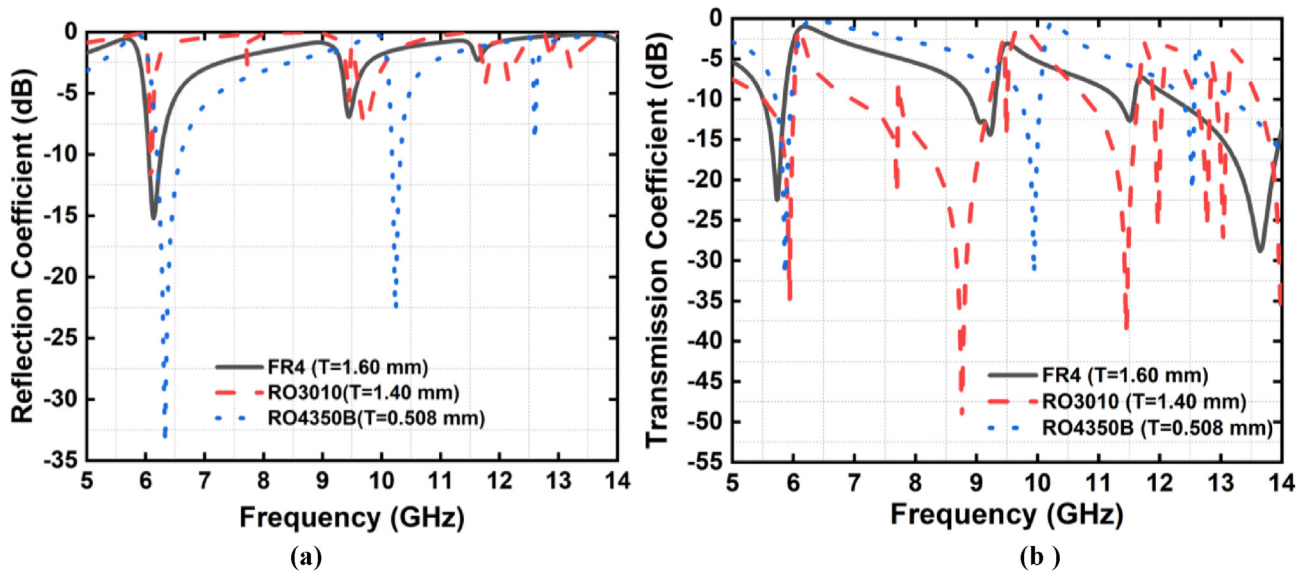 Reflection Coefficient (dB)
0
-5
-10
-15
-20
-25
-30
-35
FR4 (T=1.60 mm)
RO3010(T=1.40 mm)
RO4350B(T=0.508 mm)
5 6 7 8 9 10 11 12 13 14
Frequency (GHz)
(a)
Transmission Coefficient (dB)
0
-5
-10
-15
-20
-25
-30
-35
-40
-45
-50
-55
FR4 (T=1.60 mm)
RO3010 (T=1.40 mm)
RO4350B (T=0.508 mm)
5 6 7 8 9 10 11 12 13 14
Frequency (GHz)
(b )